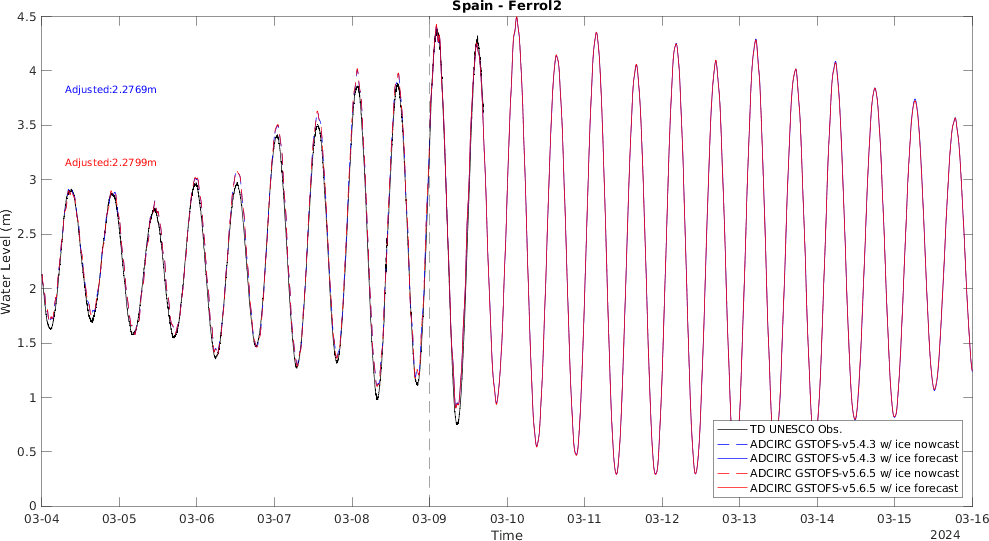 Spain - Ferrol2
4.5
4
3.5
3
2.5
2
1.5
1
0.5
0
Water Level (m)
Adjusted:2.2769m
Adjusted:2.2799m
TD UNESCO Obs.
ADCIRC GSTOFS-v5.4.3 w/ ice nowcast
ADCIRC GSTOFS-v5.4.3 w/ ice forecast
ADCIRC GSTOFS-v5.6.5 w/ ice nowcast
ADCIRC GSTOFS-v5.6.5 w/ ice forecast
03-04 03-05 03-06 03-07 03-08 03-09 03-10 03-11 03-12 03-13 03-14 03-15 03-16
Time
2024